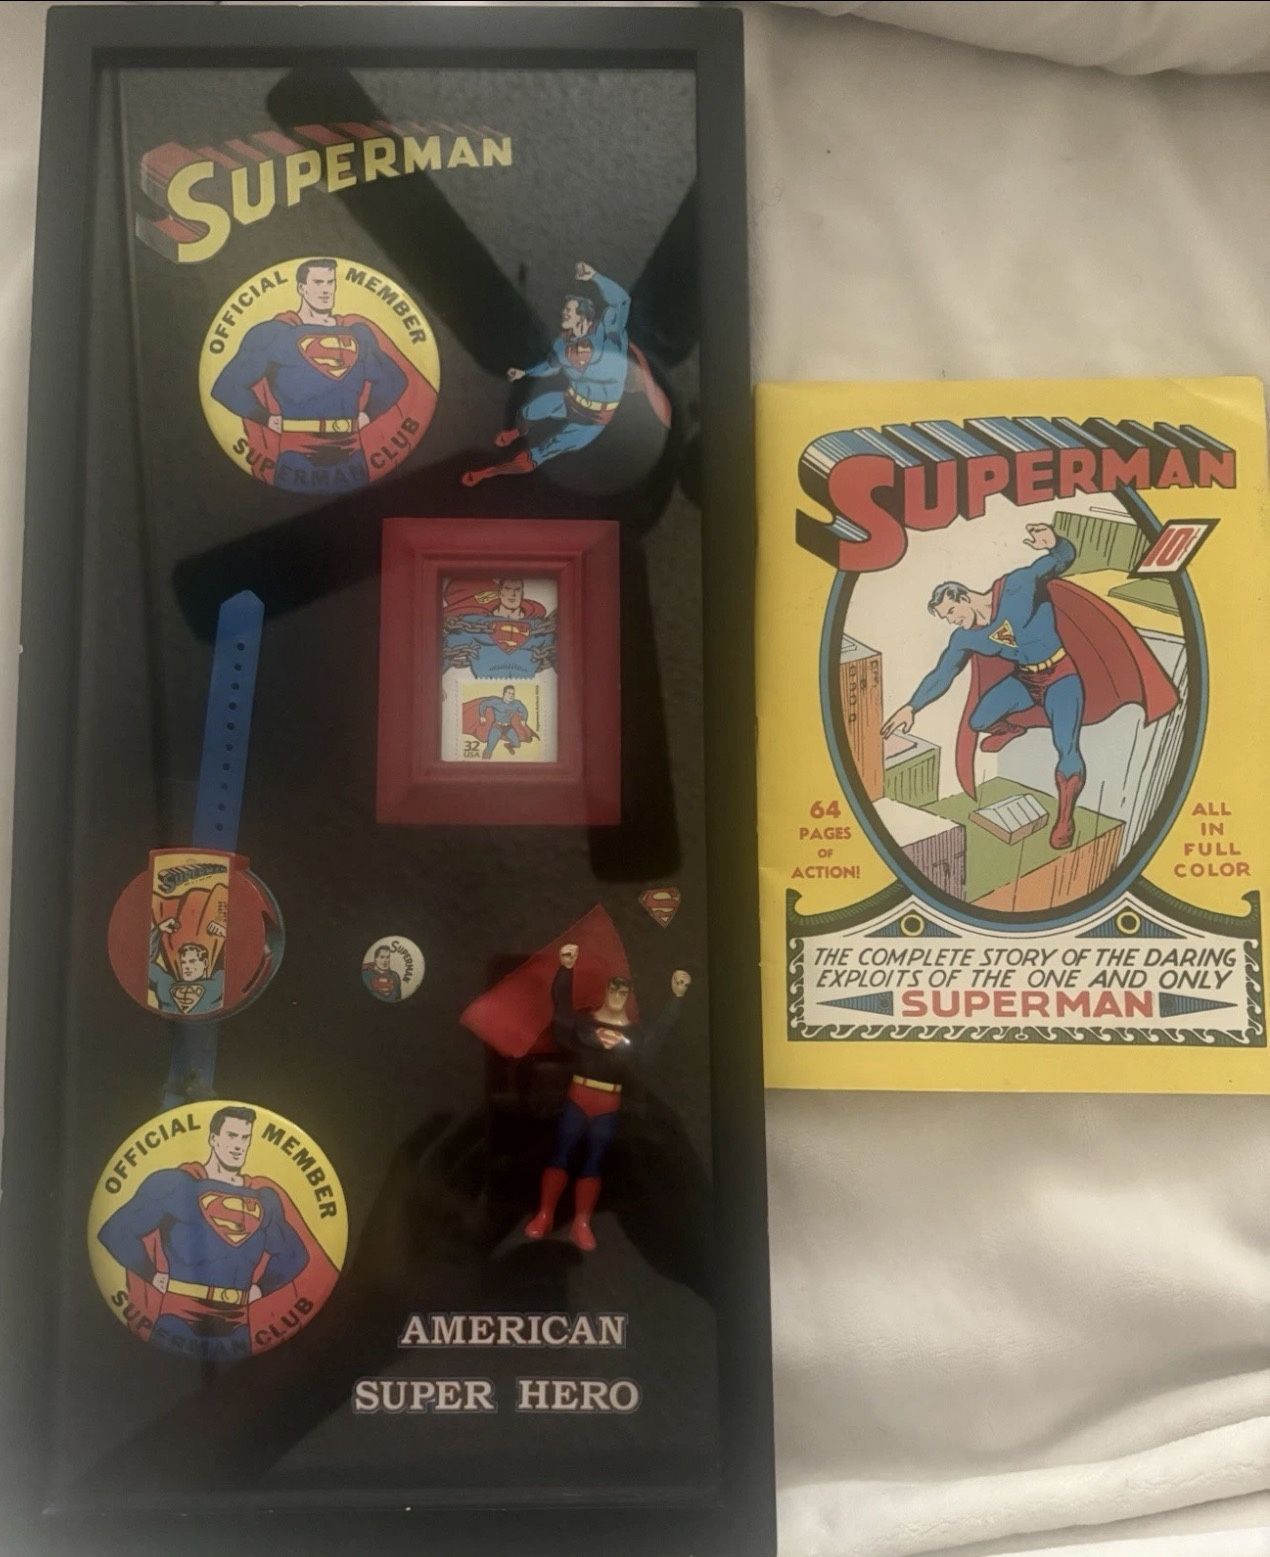 SUPERMAN
OFFICIAL MEMBER
SUPERMAN CLUB
32
USA
SUPERMAN
SUPERMAN
OFFICIAL MEMBER
SUPERMAN CLUB
AMERICAN
SUPER HERO
SUPERMAN
10¢
64
PAGES
OF
ACTION!
ALL
IN
FULL
COLOR
THE COMPLETE STORY OF THE DARING
EXPLOITS OF THE ONE AND ONLY
SUPERMAN